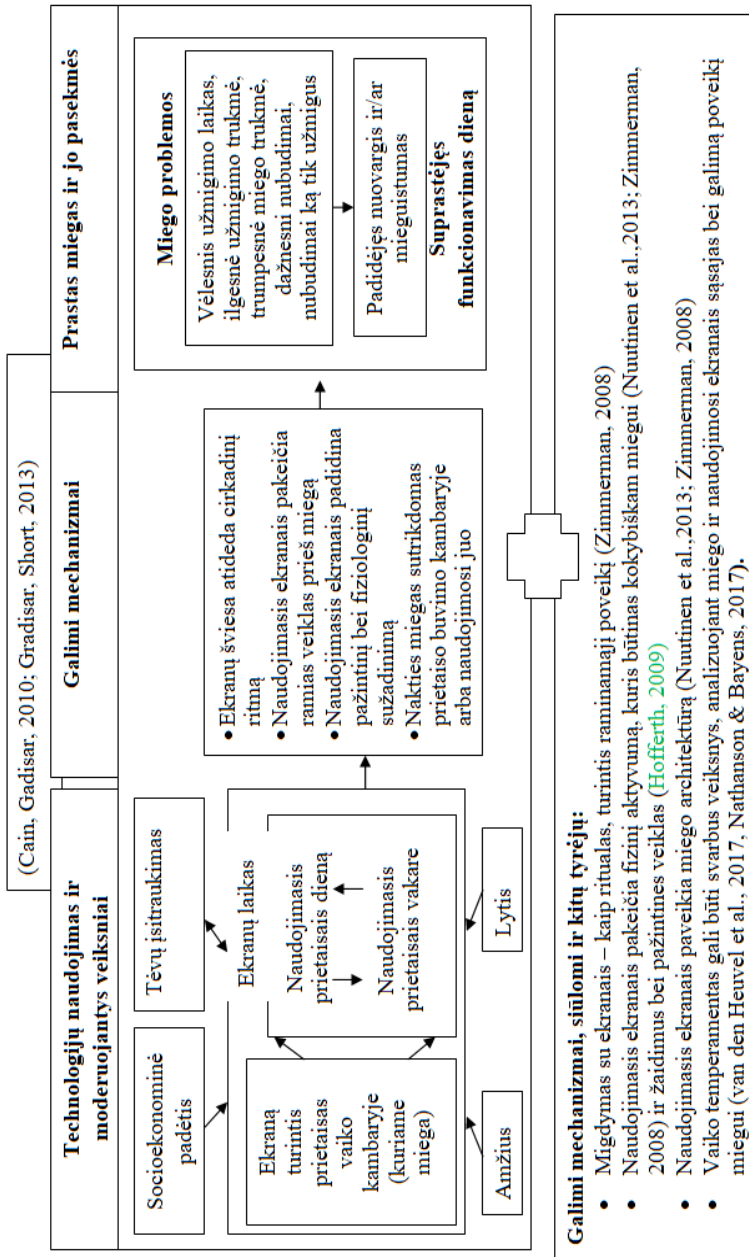 (Cain, Gadisar, 2010; Gradisar, Short, 2013)
Technologijų naudojimas ir
moderuojantys veiksniai
Galimi mechanizmai
Prastas miegas ir jo pasekmės
Socioekonominė
padėtis
Tėvų įsitraukimas
Ekraną
turintis
prietaisas
vaiko
kambaryje
(kuriame
miega)
Ekranų laikas
Naudojimasis
prietaisais dieną
Naudojimasis
prietaisais vakare
Amžius
Lytis
• Ekranų šviesa atideda cirkadinį
ritmą
• Naudojimasis ekranais pakeičia
ramias veiklas prieš miegą
• Naudojimasis ekranais padidina
pažintinį bei fiziologinį
sužadinimą
• Nakties miegas sutrikdomas
prietaiso buvimo kambaryje
arba naudojimosi juo
Miego problemos
Vėlesnis užmigimo laikas,
ilgesnė užmigimo trukmė,
trumpesnė miego trukmė,
dažnesni nubudimai,
nubudimai ką tik užmigus
Padidėjęs nuovargis ir/ar
mieguistumas
Suprastėjęs
funkcionavimas dieną
Galimi mechanizmai, siūlomi ir kitų tyrėjų:
• Migdymas su ekranais – kaip ritualas, turintis raminamąjį poveikį (Zimmerman, 2008)
• Naudojimasis ekranais pakeičia fizinį aktyvumą, kuris būtinas kokybiškam miegui (Nuutinen et al.,2013; Zimmerman,
2008) ir žaidimus bei pažintines veiklas (Hofferth, 2009)
• Naudojimasis ekranais paveikia miego architektūrą (Nuutinen et al.,2013; Zimmerman, 2008)
• Vaiko temperamentas gali būti svarbus veiksnys, analizuojant miego ir naudojimosi ekranais sąsajas bei galimą poveikį
miegui (van den Heuvel et al., 2017, Nathanson & Bayens, 2017).